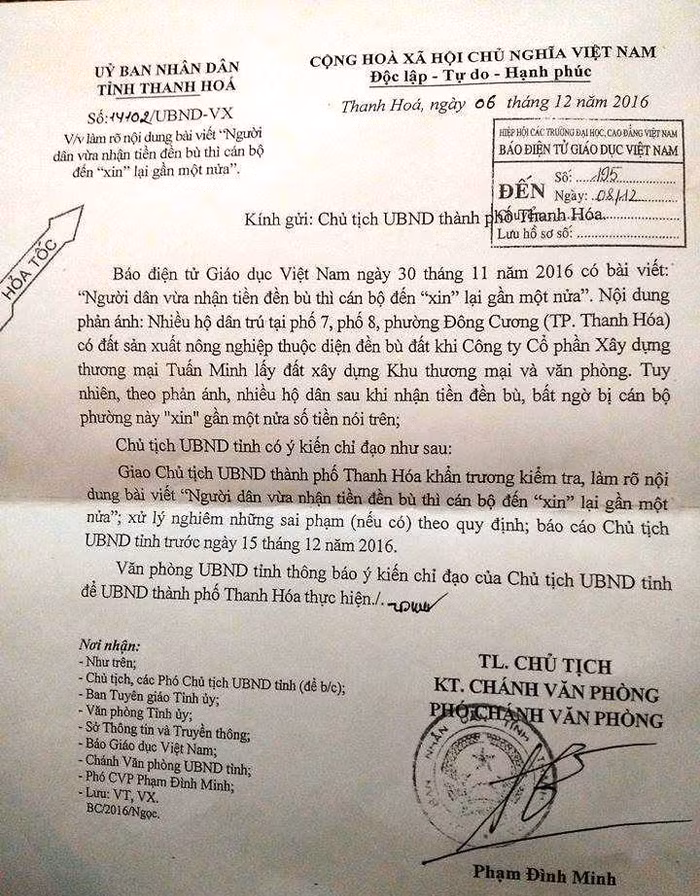 UỶ BAN NHÂN DÂN
TỈNH THANH HOÁ
CỘNG HOÀ XÃ HỘI CHỦ NGHĨA VIỆT NAM
Độc lập - Tự do - Hạnh phúc
Số:14102/UBND-VX
Thanh Hoá, ngày 06 tháng 12 năm 2016
V/v làm rõ nội dung bài viết “Người
dân vừa nhận tiền đền bù thì cán bộ
đến “xin” lại gần một nửa”.
HIỆP HỘI CÁC TRƯỜNG ĐẠI HỌC, CAO ĐẲNG VIỆT NAM
BÁO ĐIỆN TỬ GIÁO DỤC VIỆT NAM
ĐẾN
Số: 195
Ngày: 08/12
Chuyển:
Lưu hồ sơ số:
HỎA TỐC
Kính gửi: Chủ tịch UBND thành phố Thanh Hóa.
Báo điện tử Giáo dục Việt Nam ngày 30 tháng 11 năm 2016 có bài viết:
“Người dân vừa nhận tiền đền bù thì cán bộ đến “xin” lại gần một nửa”. Nội dung
phản ánh: Nhiều hộ dân trú tại phố 7, phố 8, phường Đông Cương (TP. Thanh Hóa)
có đất sản xuất nông nghiệp thuộc diện đền bù đất khi Công ty Cổ phần Xây dựng
thương mại Tuấn Minh lấy đất xây dựng Khu thương mại và văn phòng. Tuy
nhiên, theo phản ánh, nhiều hộ dân sau khi nhận tiền đền bù, bất ngờ bị cán bộ
phường này "xin" gần một nửa số tiền nói trên;
Chủ tịch UBND tỉnh có ý kiến chỉ đạo như sau:
Giao Chủ tịch UBND thành phố Thanh Hóa khẩn trương kiểm tra, làm rõ nội
dung bài viết “Người dân vừa nhận tiền đền bù thì cán bộ đến “xin” lại gần một
nửa”; xử lý nghiêm những sai phạm (nếu có) theo quy định; báo cáo Chủ tịch
UBND tỉnh trước ngày 15 tháng 12 năm 2016.
Văn phòng UBND tỉnh thông báo ý kiến chỉ đạo của Chủ tịch UBND tỉnh
để UBND thành phố Thanh Hóa thực hiện./.
Nơi nhận:
- Như trên;
- Chủ tịch, các Phó Chủ tịch UBND tỉnh (để b/c);
- Ban Tuyên giáo Tỉnh ủy;
- Văn phòng Tỉnh ủy;
- Sở Thông tin và Truyền thông;
- Báo Giáo dục Việt Nam;
- Chánh Văn phòng UBND tỉnh;
- Phó CVP Phạm Đình Minh;
- Lưu: VT, VX.
BC/2016/Ngọc.
TL. CHỦ TỊCH
KT. CHÁNH VĂN PHÒNG
PHÓ CHÁNH VĂN PHÒNG
BAN NHÂN DÂN TỈNH
Phạm Đình Minh